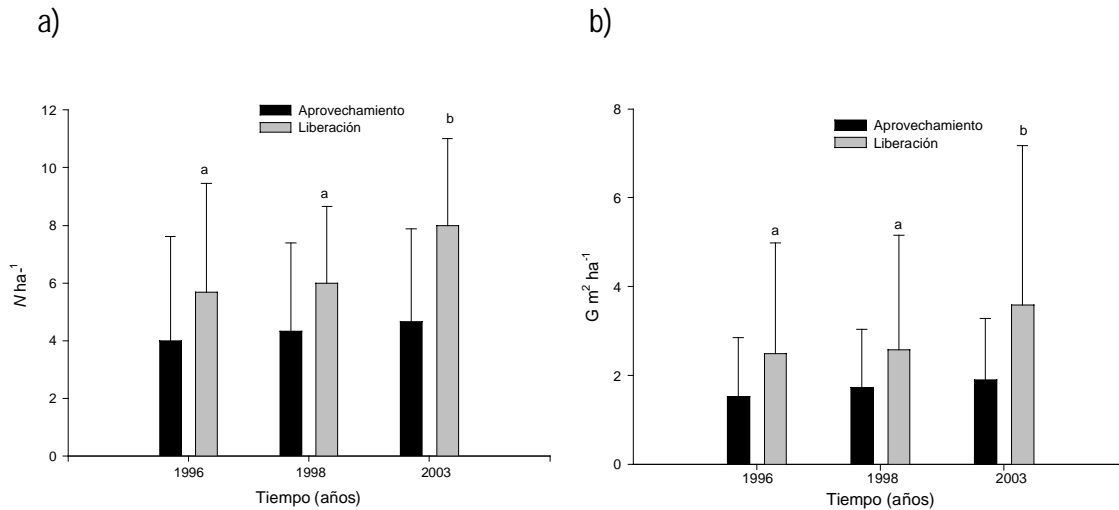 a)
Aprovechamiento
Liberación
12
10
8
6
4
2
0
N ha-1
a
a
b
1996
1998
2003
Tiempo (años)
b)
Aprovechamiento
Liberación
8
6
4
2
0
G m2 ha-1
a
a
b
1996
1998
2003
Tiempo (años)